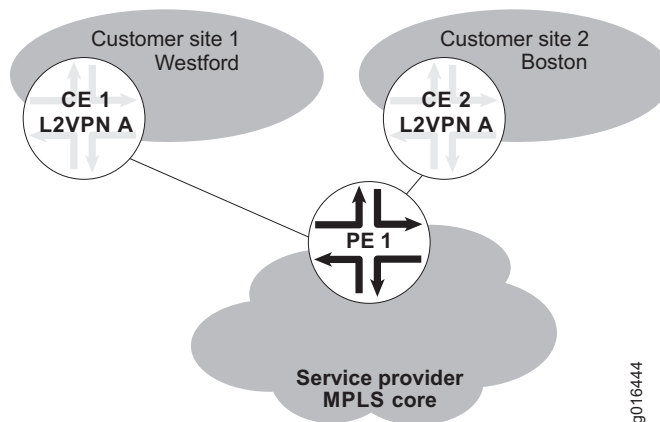 Customer site 1
Westford
Customer site 2
Boston
CE 1
L2VPN A
CE 2
L2VPN A
PE 1
Service provider
MPLS core
g016444